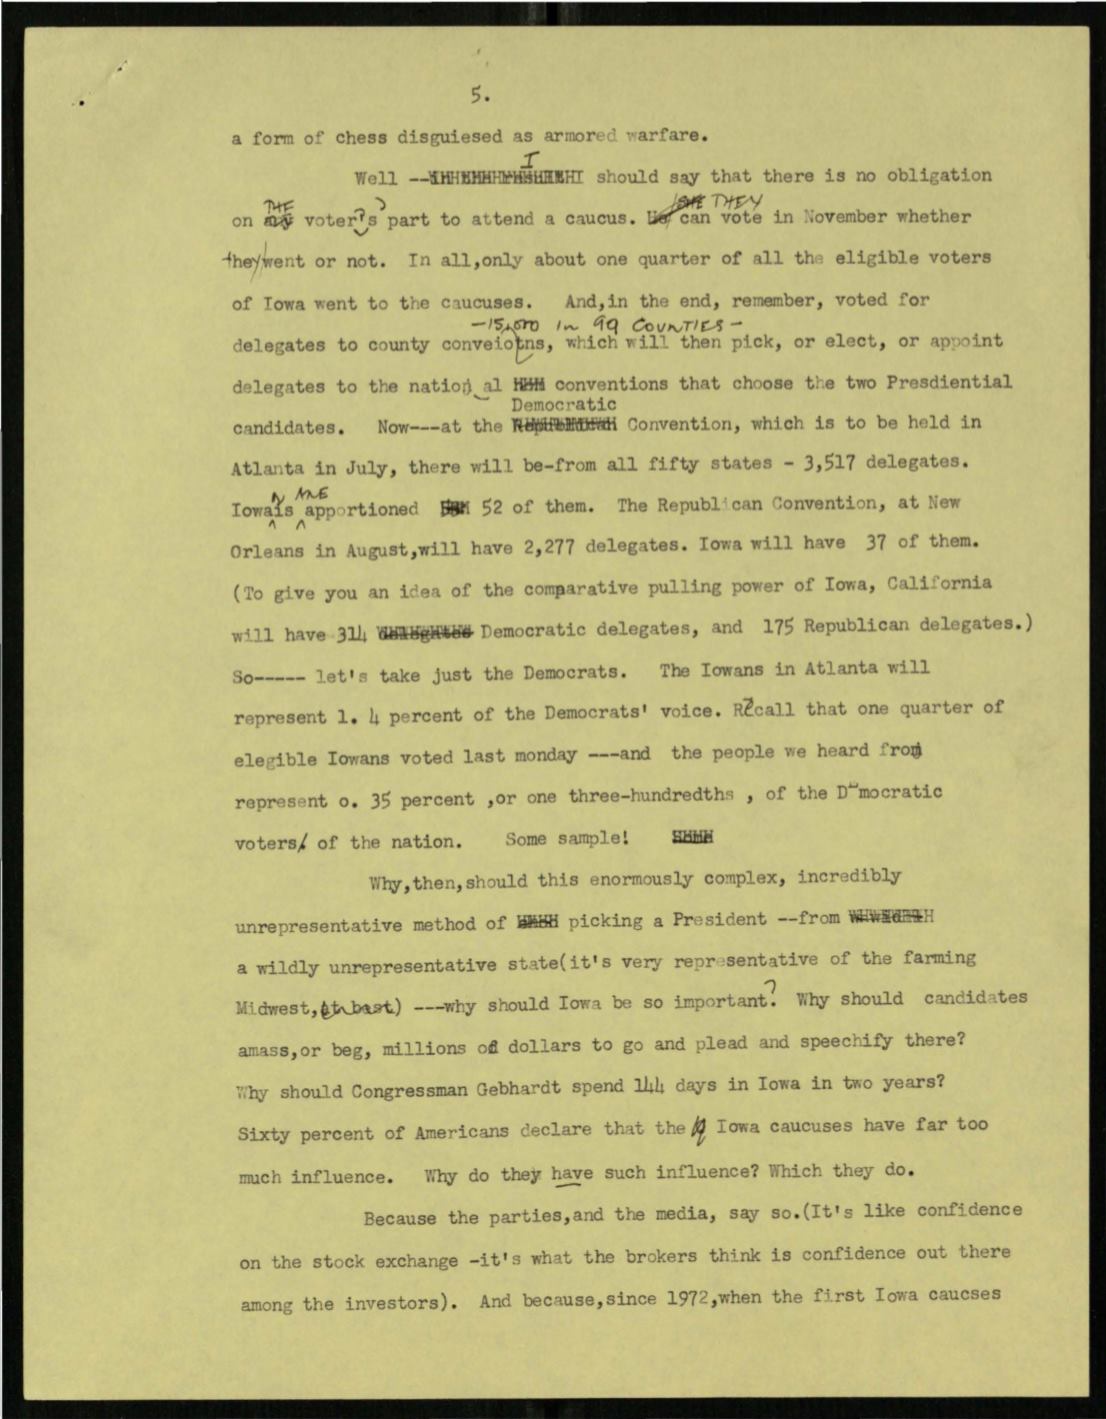 5.
a form of chess disguiesed as armored warfare.
I
Well -- I should say that there is no obligation
THE THEY
on voter's part to attend a caucus. can vote in November whether
they went or not. In all,only about one quarter of all the eligible voters
of Iowa went to the caucuses. And,in the end, remember, voted for
-15,000 in 99 COUNTIES-
delegates to county conveiotns, which will then pick, or elect, or appoint
delegates to the national conventions that choose the two Presdiential
Democratic
candidates. Now---at the Republican Convention, which is to be held in
Atlanta in July, there will be-from all fifty states - 3,517 delegates.
N ARE
Iowais apportioned 52 of them. The Republican Convention, at New
Orleans in August,will have 2,277 delegates. Iowa will have 37 of them.
(To give you an idea of the comparative pulling power of Iowa, California
will have 314 delegates Democratic delegates, and 175 Republican delegates.)
So----- let's take just the Democrats. The Iowans in Atlanta will
represent 1. 4 percent of the Democrats' voice. Recall that one quarter of
elegible Iowans voted last monday ---and the people we heard from
represent o. 35 percent ,or one three-hundredths , of the Democratic
voters of the nation. Some sample!
Why,then,should this enormously complex, incredibly
unrepresentative method of picking a President --from
a wildly unrepresentative state(it's very representative of the farming
Midwest,at best) ---why should Iowa be so important? Why should candidates
amass,or beg, millions of dollars to go and plead and speechify there?
Why should Congressman Gebhardt spend 144 days in Iowa in two years?
Sixty percent of Americans declare that the Iowa caucuses have far too
much influence. Why do they have such influence? Which they do.
Because the parties,and the media, say so.(It's like confidence
on the stock exchange -it's what the brokers think is confidence out there
among the investors). And because,since 1972,when the first Iowa caucses